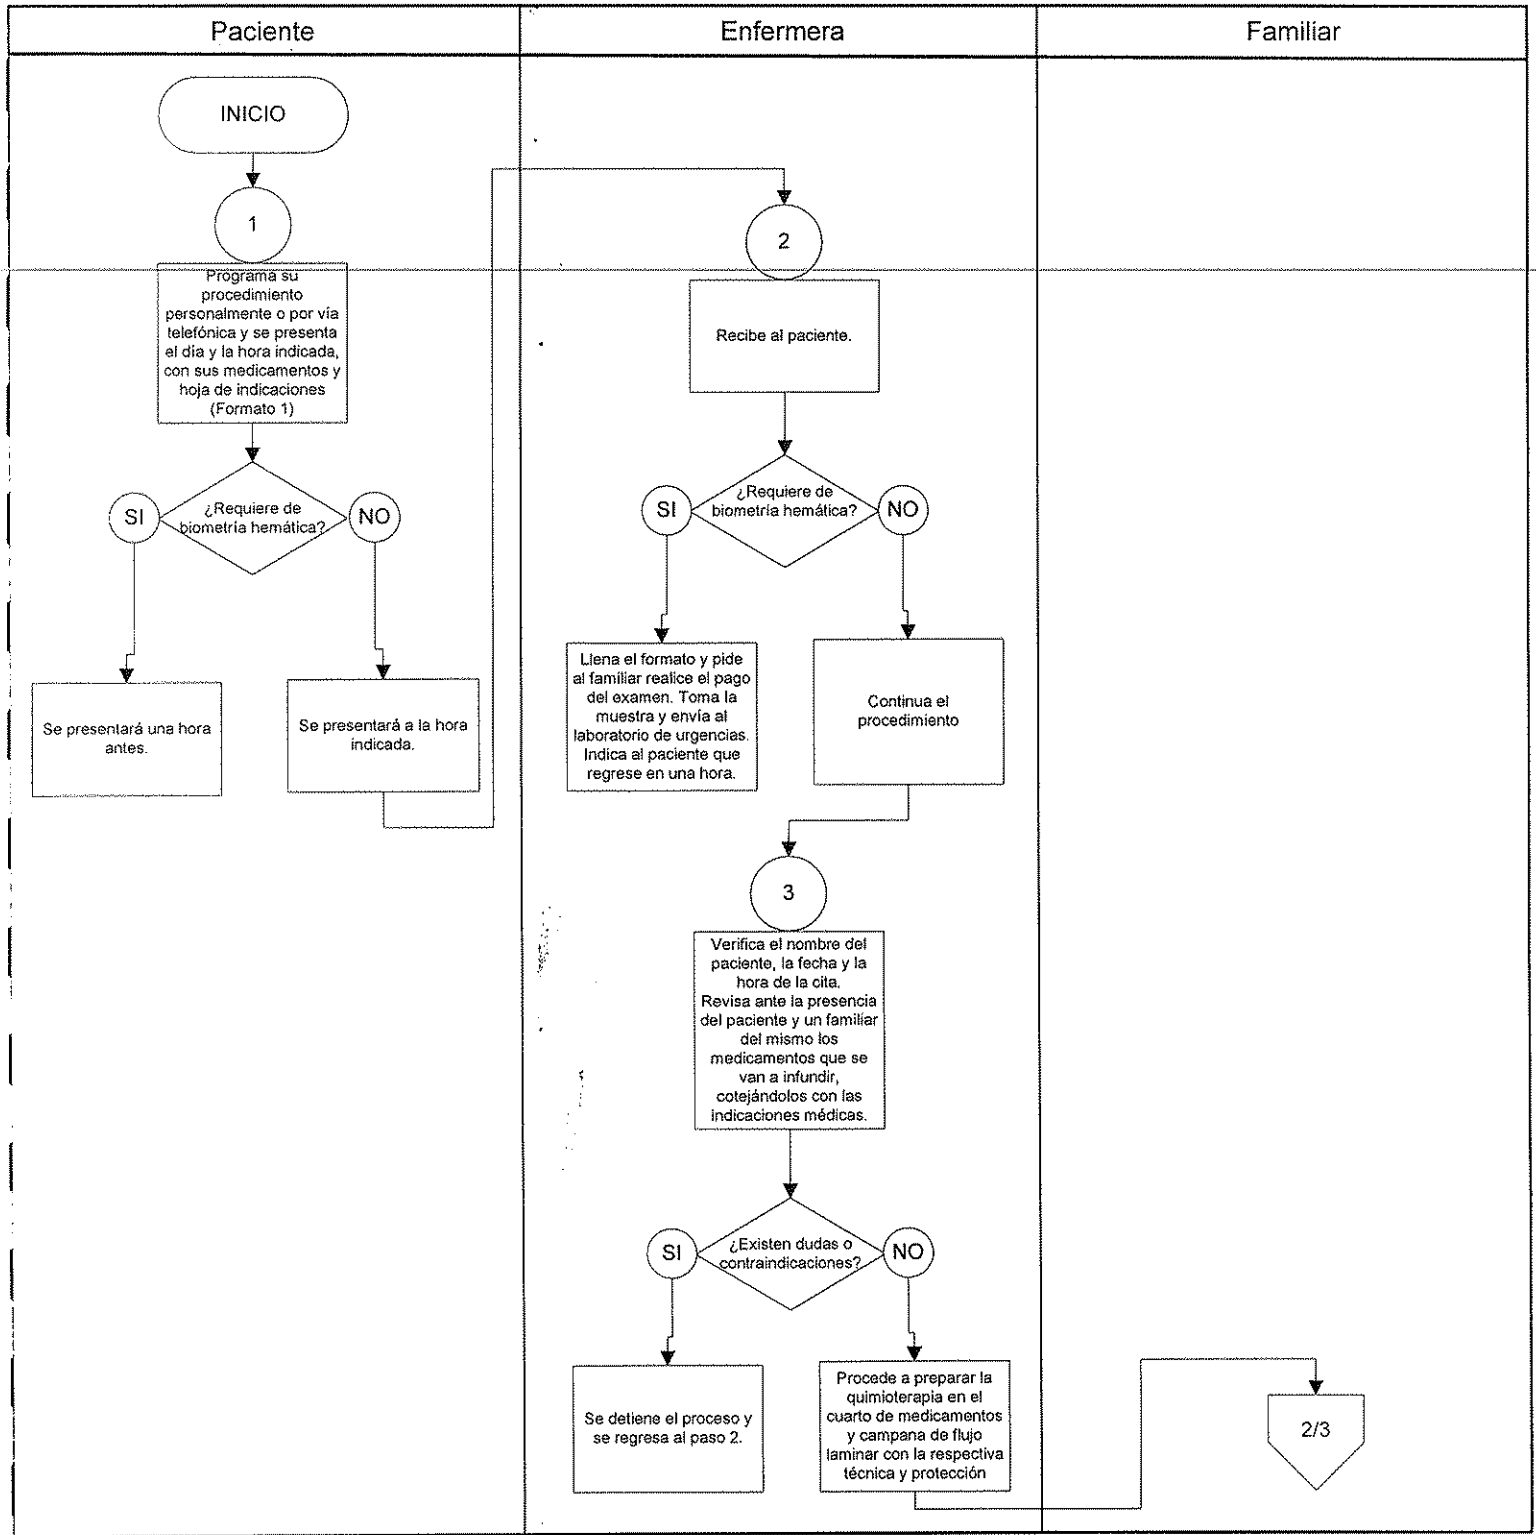 Paciente
Enfermera
Familiar
INICIO
1
Programa su
procedimiento
personalmente o por vía
telefónica y se presenta
el día y la hora indicada,
con sus medicamentos y
hoja de indicaciones
(Formato 1)
¿Requiere de
biometría hemática?
SI
NO
Se presentará una hora
antes.
Se presentará a la hora
indicada.
2
Recibe al paciente.
¿Requiere de
biometría hemática?
SI
NO
Llena el formato y pide
al familiar realice el pago
del examen. Toma la
muestra y envía al
laboratorio de urgencias.
Indica al paciente que
regrese en una hora.
Continua el
procedimiento
3
Verifica el nombre del
paciente, la fecha y la
hora de la cita.
Revisa ante la presencia
del paciente y un familiar
del mismo los
medicamentos que se
van a infundir,
cotejándolos con las
indicaciones médicas.
¿Existen dudas o
contraindicaciones?
SI
NO
Se detiene el proceso y
se regresa al paso 2.
Procede a preparar la
quimioterapia en el
cuarto de medicamentos
y campana de flujo
laminar con la respectiva
técnica y protección
2/3